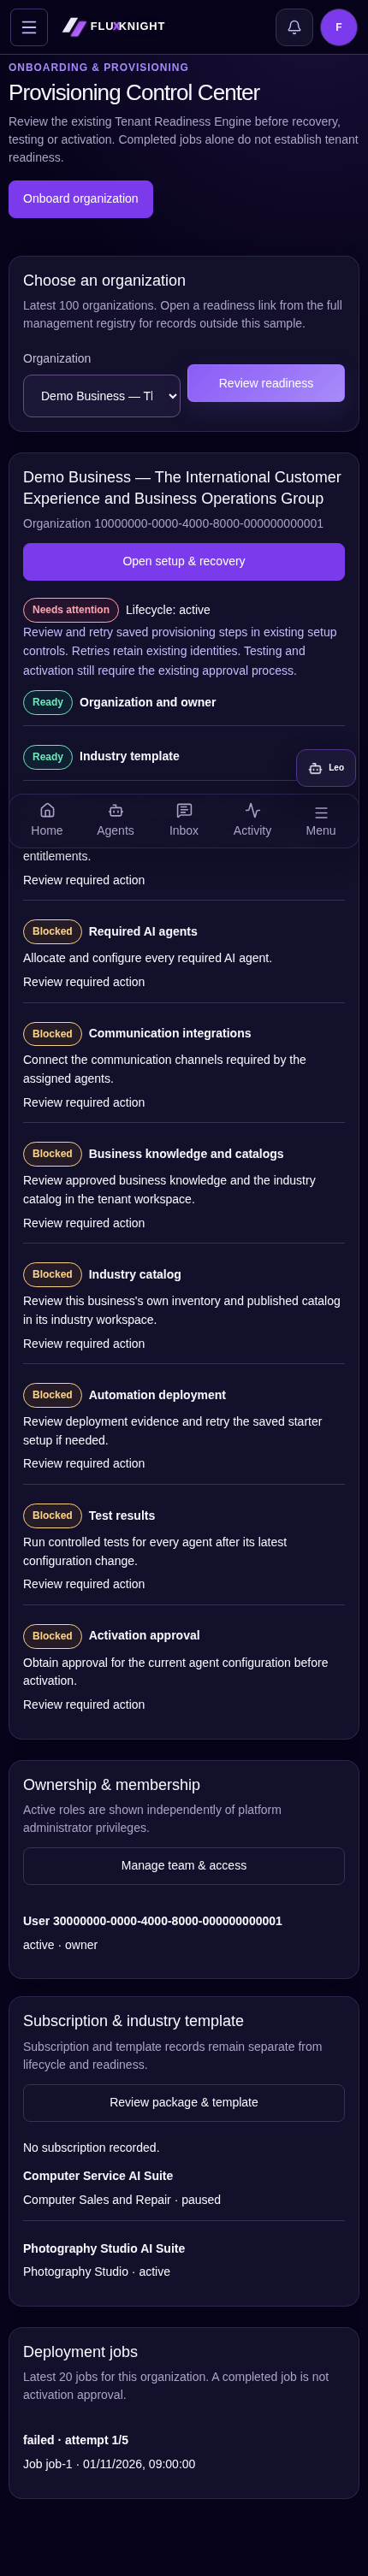 FLUXKNIGHT
F
ONBOARDING & PROVISIONING
Provisioning Control Center
Review the existing Tenant Readiness Engine before recovery,
testing or activation. Completed jobs alone do not establish tenant
readiness.
Onboard organization
Choose an organization
Latest 100 organizations. Open a readiness link from the full
management registry for records outside this sample.
Organization
Demo Business — Tl
Review readiness
Demo Business — The International Customer
Experience and Business Operations Group
Organization 10000000-0000-4000-8000-000000000001
Open setup & recovery
Needs attention Lifecycle: active
Review and retry saved provisioning steps in existing setup
controls. Retries retain existing identities. Testing and
activation still require the existing approval process.
Ready Organization and owner
Ready Industry template
Leo
Home Agents Inbox Activity Menu
entitlements.
Review required action
Blocked Required AI agents
Allocate and configure every required AI agent.
Review required action
Blocked Communication integrations
Connect the communication channels required by the
assigned agents.
Review required action
Blocked Business knowledge and catalogs
Review approved business knowledge and the industry
catalog in the tenant workspace.
Review required action
Blocked Industry catalog
Review this business's own inventory and published catalog
in its industry workspace.
Review required action
Blocked Automation deployment
Review deployment evidence and retry the saved starter
setup if needed.
Review required action
Blocked Test results
Run controlled tests for every agent after its latest
configuration change.
Review required action
Blocked Activation approval
Obtain approval for the current agent configuration before
activation.
Review required action
Ownership & membership
Active roles are shown independently of platform
administrator privileges.
Manage team & access
User 30000000-0000-4000-8000-000000000001
active · owner
Subscription & industry template
Subscription and template records remain separate from
lifecycle and readiness.
Review package & template
No subscription recorded.
Computer Service AI Suite
Computer Sales and Repair · paused
Photography Studio AI Suite
Photography Studio · active
Deployment jobs
Latest 20 jobs for this organization. A completed job is not
activation approval.
failed · attempt 1/5
Job job-1 · 01/11/2026, 09:00:00